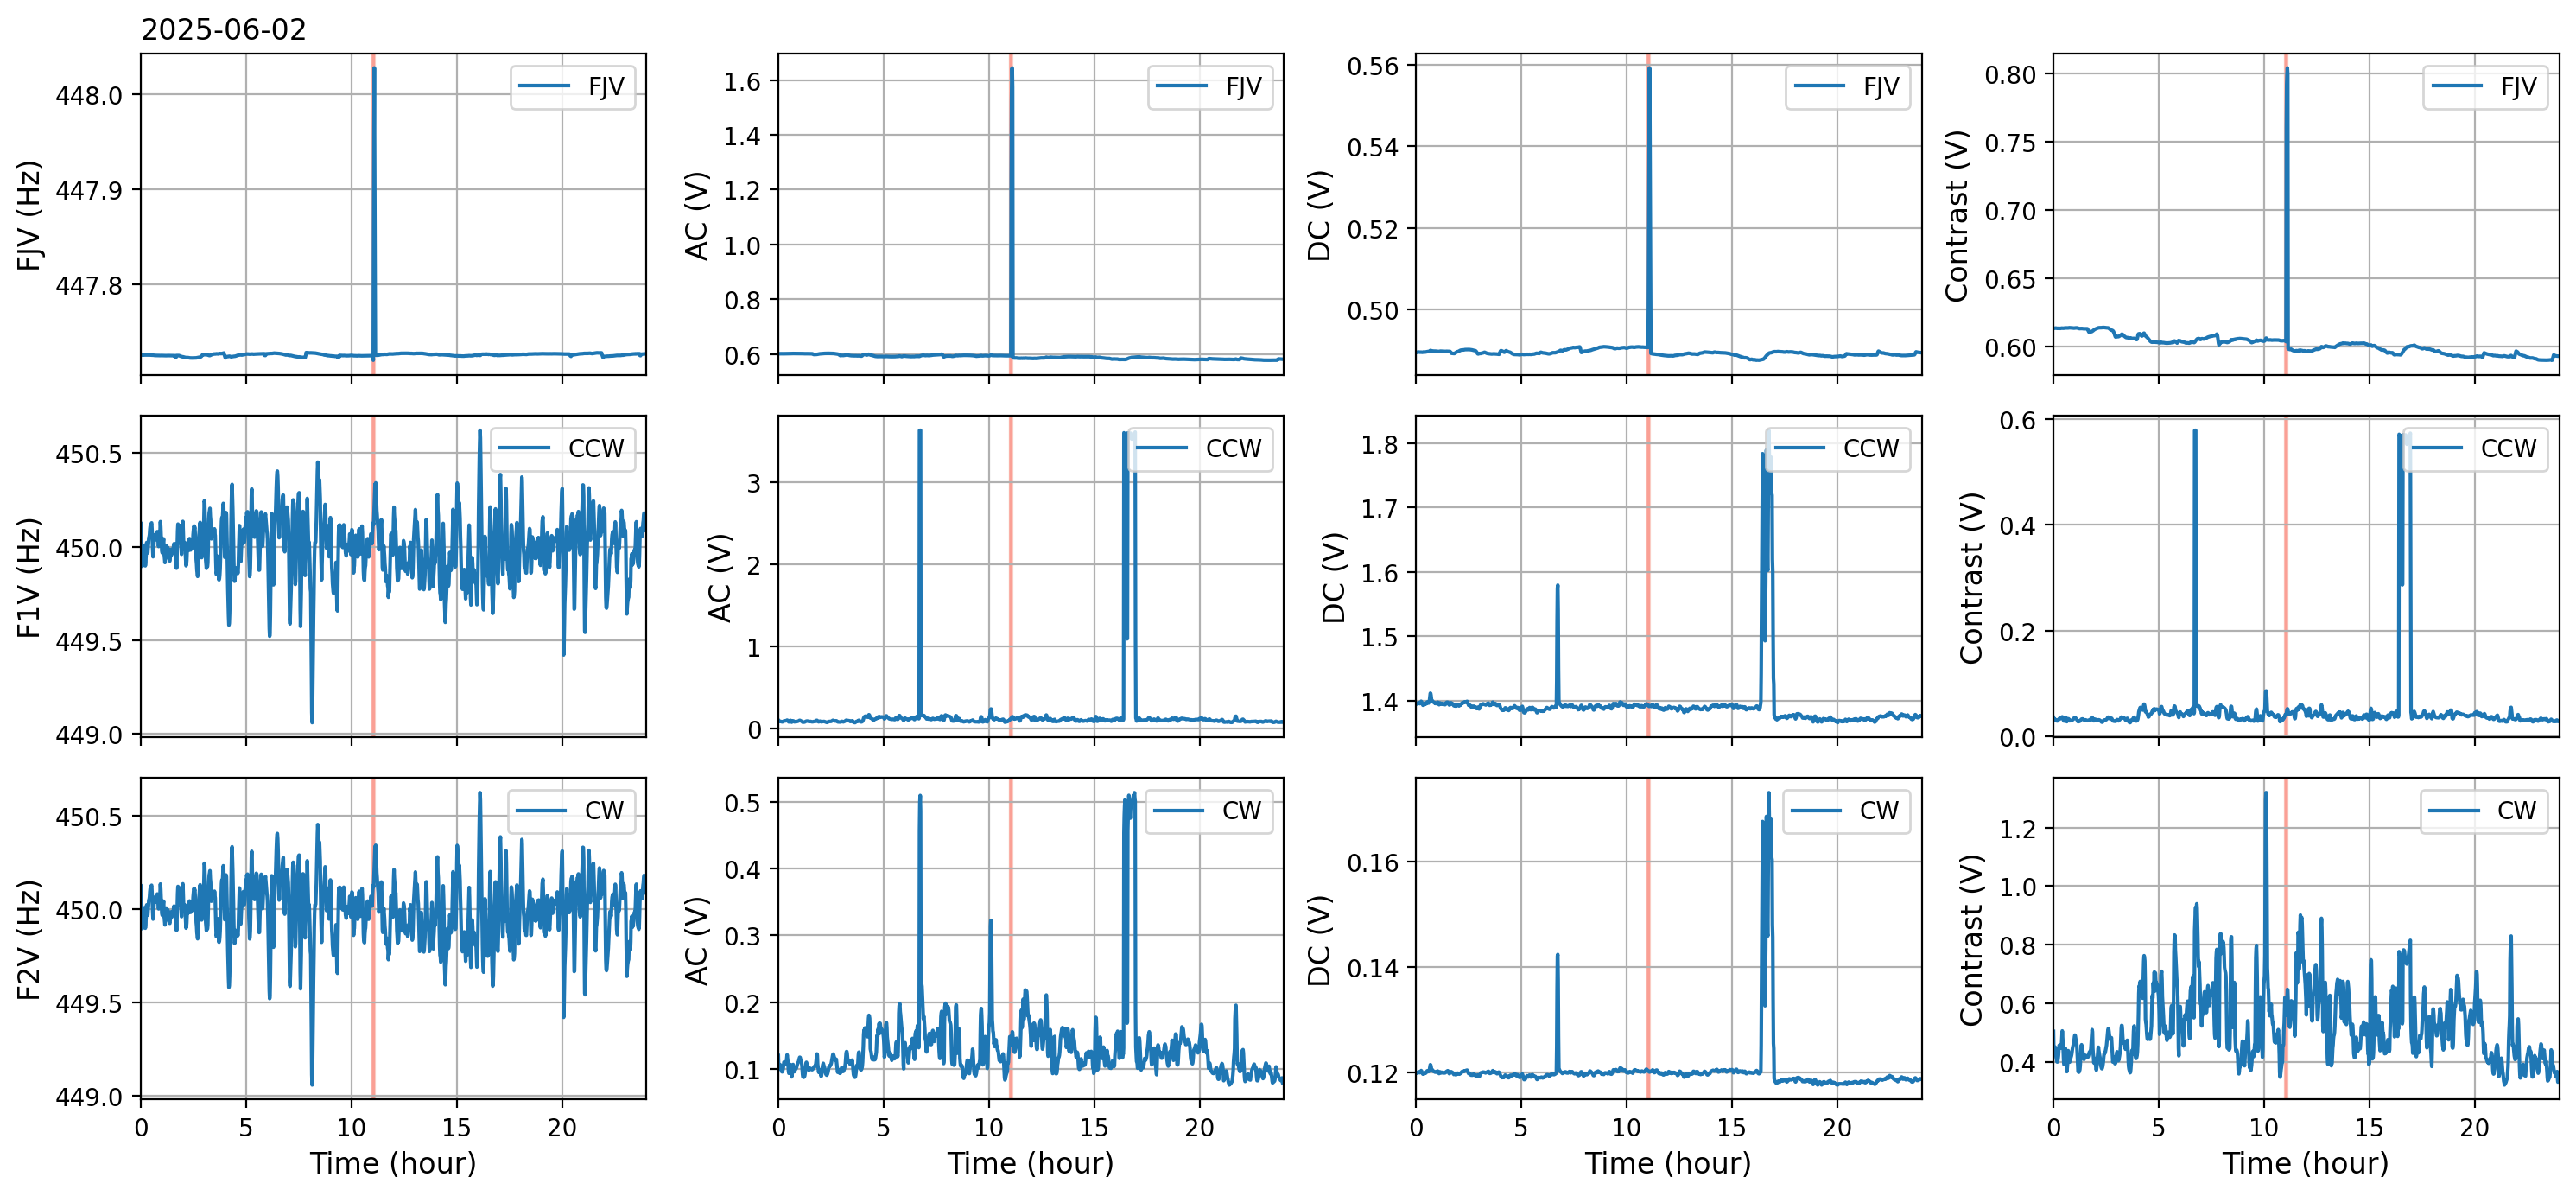 2025-06-02
FJV (Hz)
448.0
447.9
447.8
FJV
AC (V)
1.6
1.4
1.2
1.0
0.8
0.6
FJV
DC (V)
0.56
0.54
0.52
0.50
FJV
Contrast (V)
0.80
0.75
0.70
0.65
0.60
FJV
F1V (Hz)
450.5
450.0
449.5
449.0
CCW
AC (V)
3
2
1
0
CCW
DC (V)
1.8
1.7
1.6
1.5
1.4
CCW
Contrast (V)
0.6
0.4
0.2
0.0
CCW
F2V (Hz)
450.5
450.0
449.5
449.0
CW
0 5 10 15 20
Time (hour)
AC (V)
0.5
0.4
0.3
0.2
0.1
CW
0 5 10 15 20
Time (hour)
DC (V)
0.16
0.14
0.12
CW
0 5 10 15 20
Time (hour)
Contrast (V)
1.2
1.0
0.8
0.6
0.4
CW
0 5 10 15 20
Time (hour)